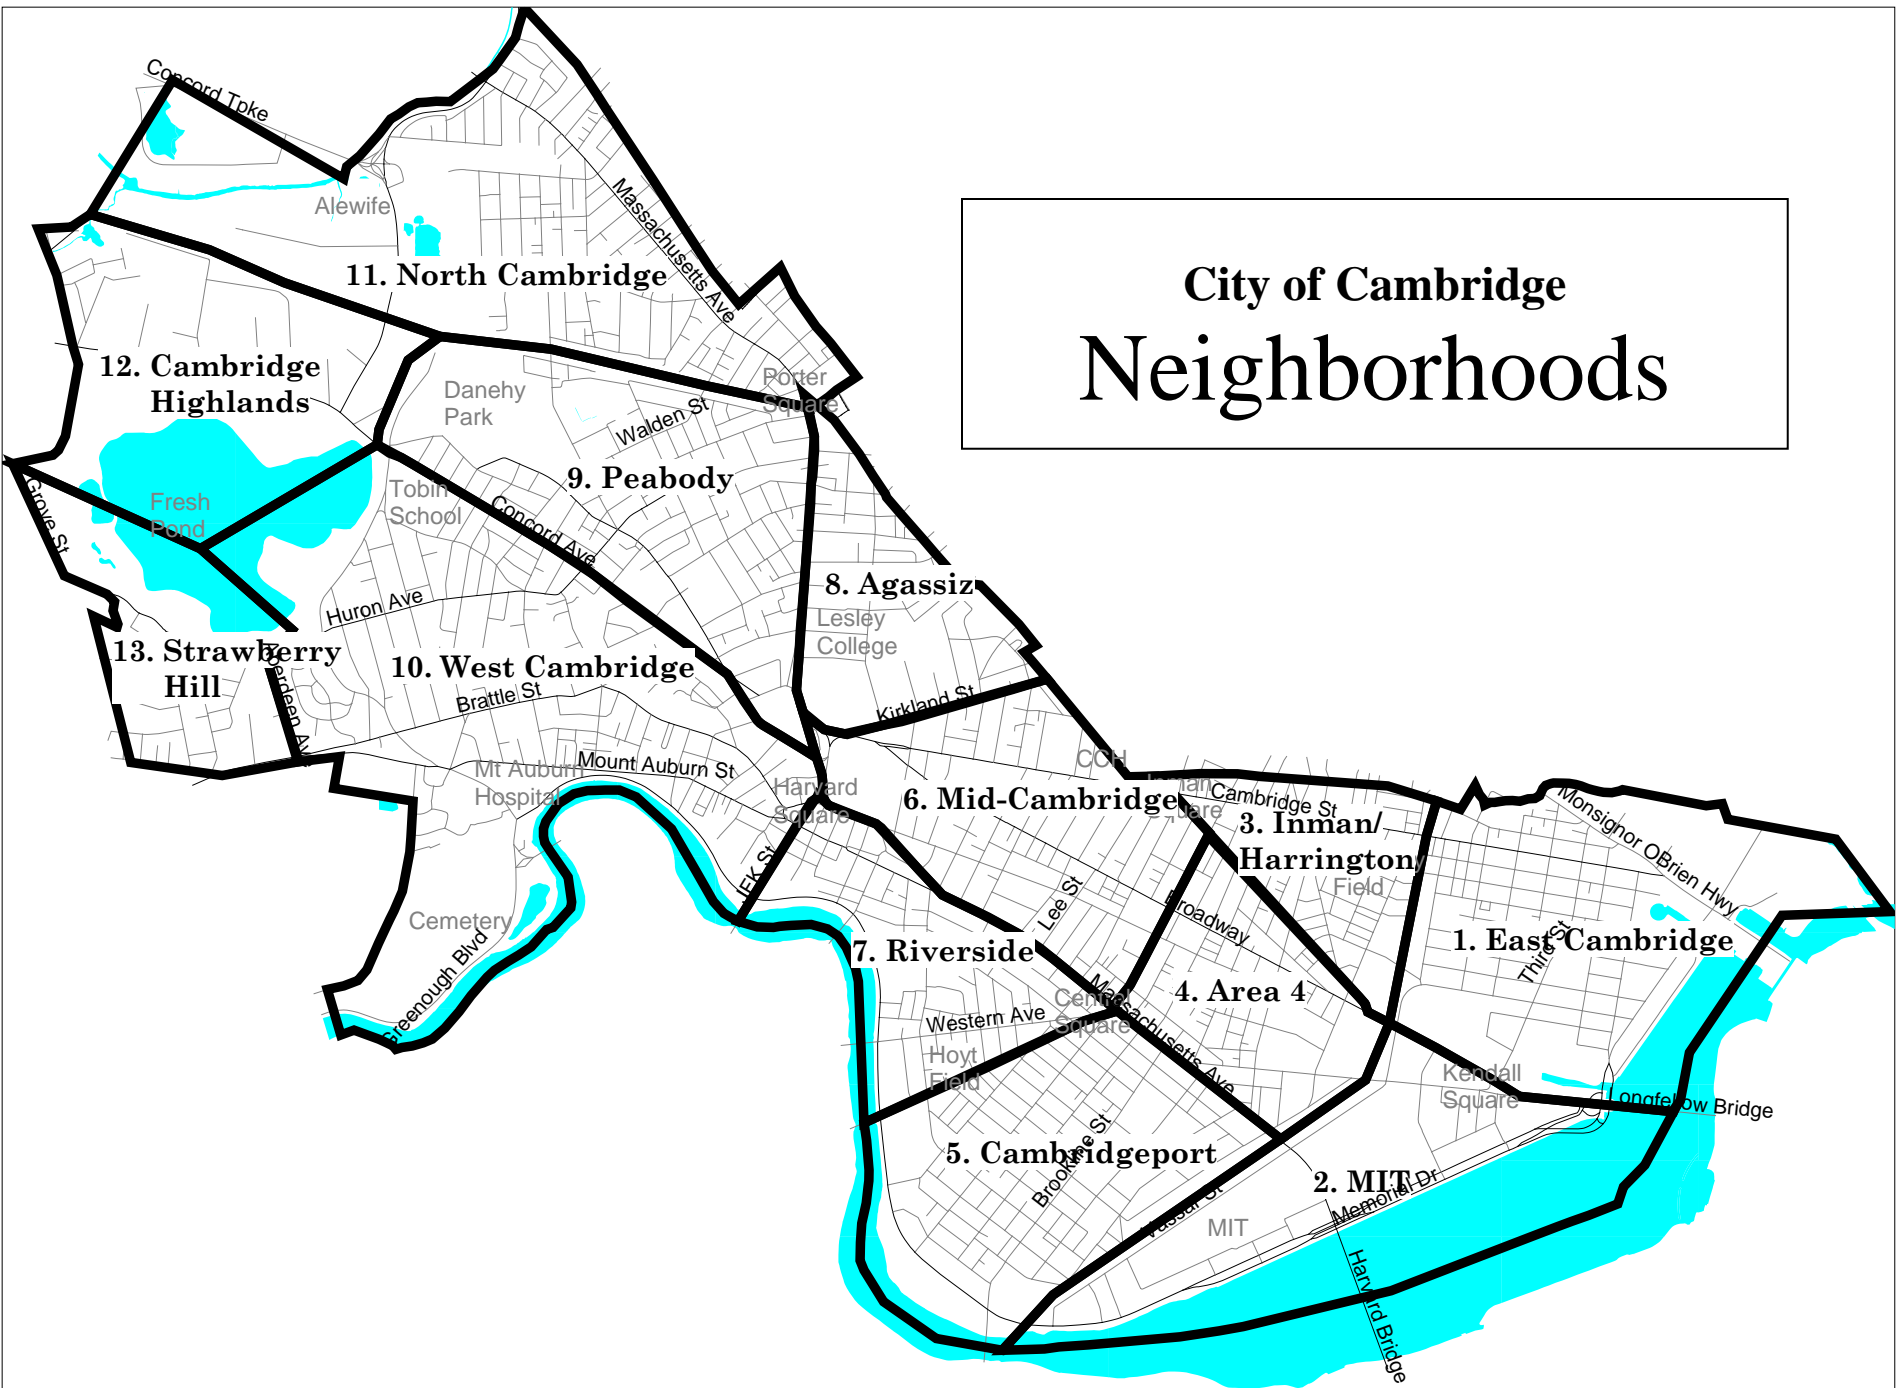 City of Cambridge
Neighborhoods
Concord Tpke
Alewife
Massachusetts Ave
11. North Cambridge
12. Cambridge
Highlands
Danehy
Park
Porter
Square
Walden St
9. Peabody
Fresh
Pond
Grove St
Tobin
School
Concord Ave
8. Agassiz
Lesley
College
Huron Ave
13. Strawberry
Hill
Aberdeen Ave
10. West Cambridge
Brattle St
Kirkland St
Mt Auburn
Hospital
Mount Auburn St
Harvard
Square
CCH
Inman
Square
Cambridge St
6. Mid-Cambridge
3. Inman/
Harrington
Field
Monsignor OBrien Hwy
JFK St
Lee St
Broadway
Cemetery
Greenough Blvd
7. Riverside
1. East Cambridge
Third St
4. Area 4
Central
Square
Massachusetts Ave
Western Ave
Hoyt
Field
Kendall
Square
Longfellow Bridge
5. Cambridgeport
Brookline St
2. MIT
Memorial Dr
Vassar St
MIT
Harvard Bridge